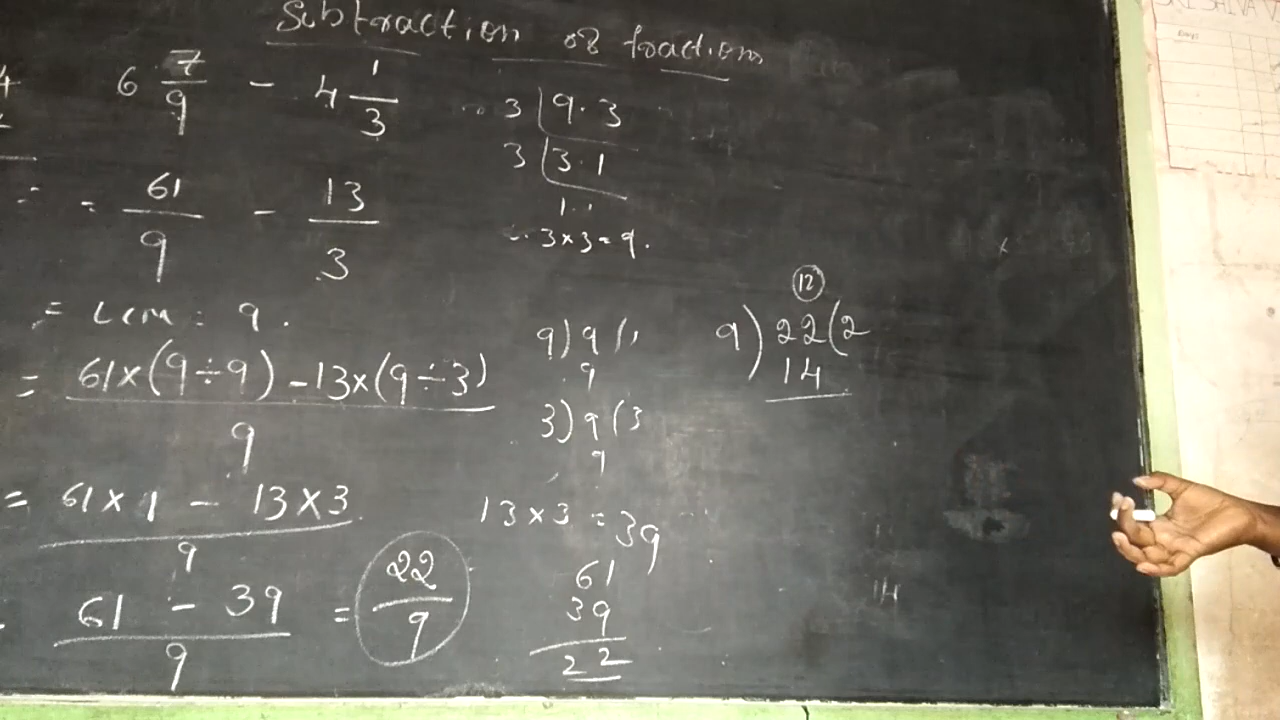 Subtraction of fractions
6 7/9 - 4 1/3
= 61/9 - 13/3
= LCM = 9.
= 61×(9÷9) - 13×(9÷3) / 9
= 61×1 - 13×3 / 9
61 - 39 / 9 = 22/9
3 | 9.3
3 | 3.1
1.1
∴ 3×3=9.
9)9(1
9
3)9(3
9
13×3 = 39
61
39
22
12
9)22(2
14
14